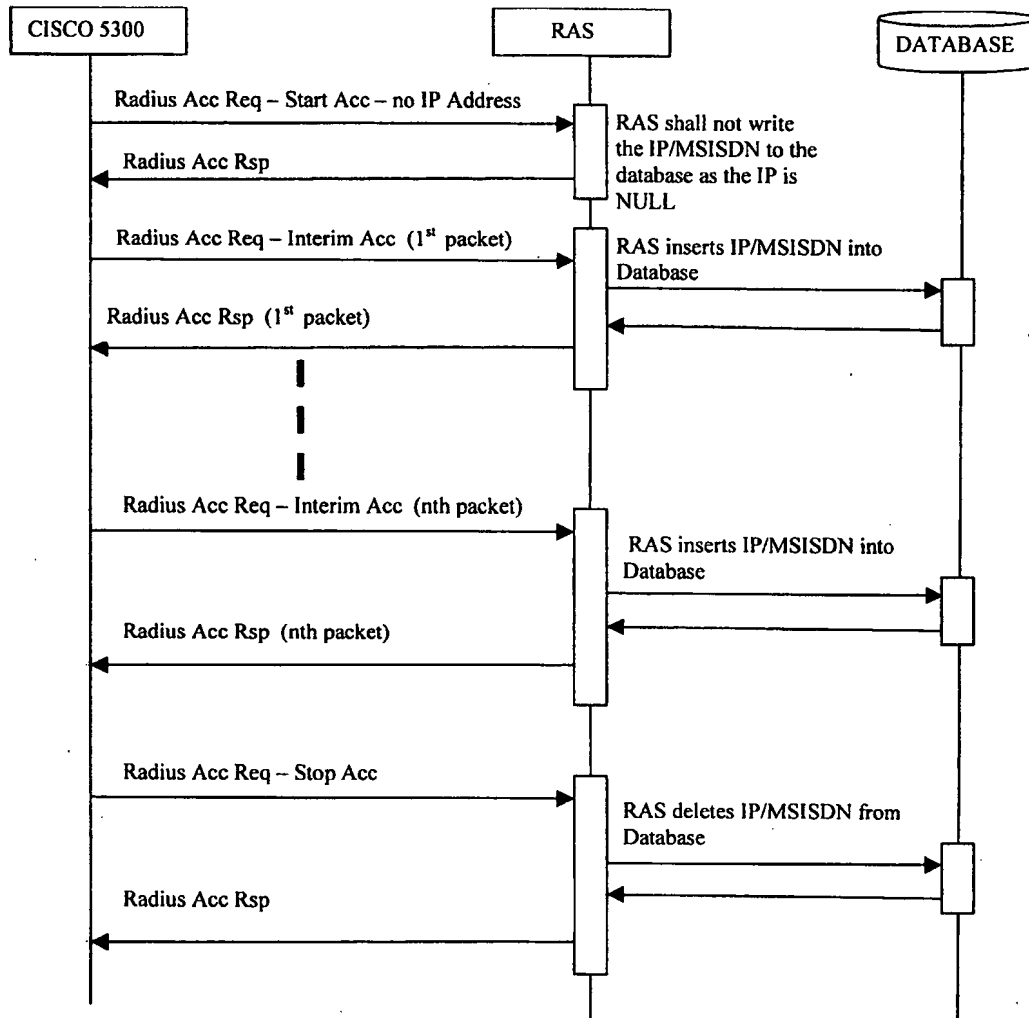 CISCO 5300
RAS
DATABASE
Radius Acc Req – Start Acc – no IP Address
RAS shall not write
the IP/MSISDN to the
database as the IP is
NULL
Radius Acc Rsp
Radius Acc Req – Interim Acc (1st packet)
RAS inserts IP/MSISDN into
Database
Radius Acc Rsp (1st packet)
Radius Acc Req – Interim Acc (nth packet)
RAS inserts IP/MSISDN into
Database
Radius Acc Rsp (nth packet)
Radius Acc Req – Stop Acc
RAS deletes IP/MSISDN from
Database
Radius Acc Rsp